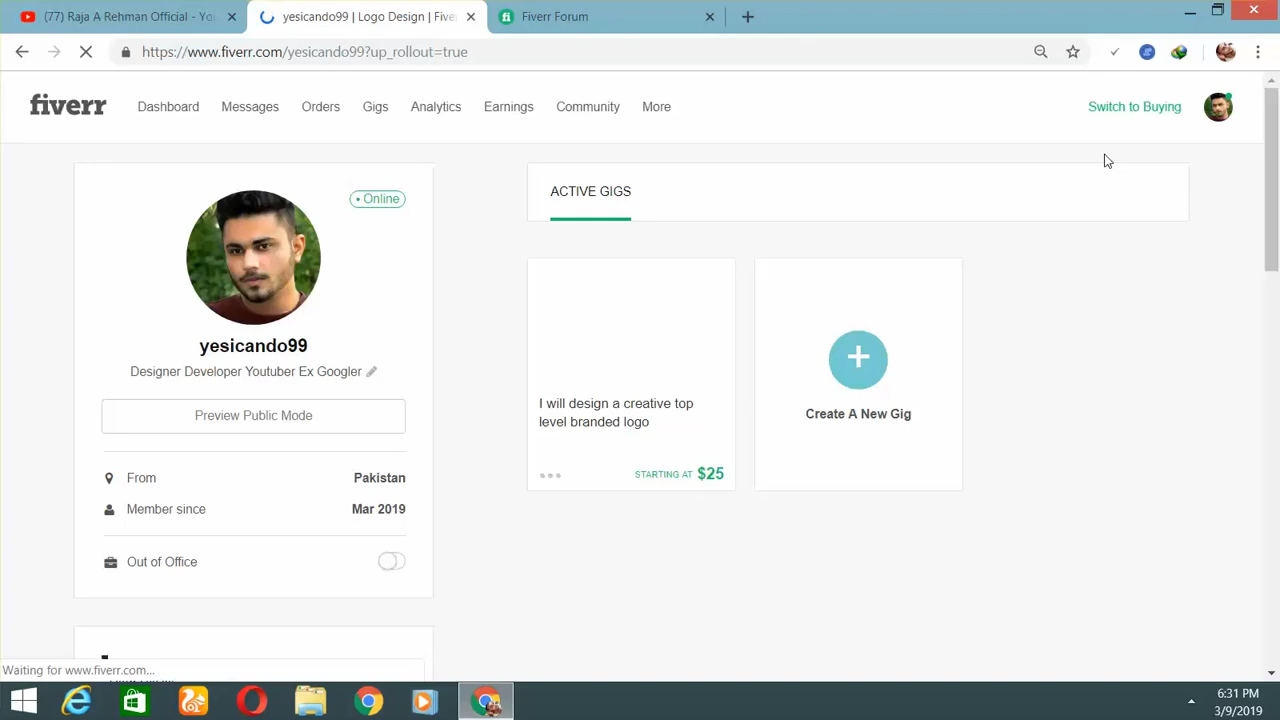 (77) Raja A Rehman Official - Yo
yesicando99 | Logo Design | Five
Fiverr Forum
https://www.fiverr.com/yesicando99?up_rollout=true
fiverr
Dashboard
Messages
Orders
Gigs
Analytics
Earnings
Community
More
Switch to Buying
• Online
yesicando99
Designer Developer Youtuber Ex Googler
Preview Public Mode
From Pakistan
Member since Mar 2019
Out of Office
ACTIVE GIGS
I will design a creative top
level branded logo
STARTING AT $25
Create A New Gig
Waiting for www.fiverr.com...
6:31 PM
3/9/2019